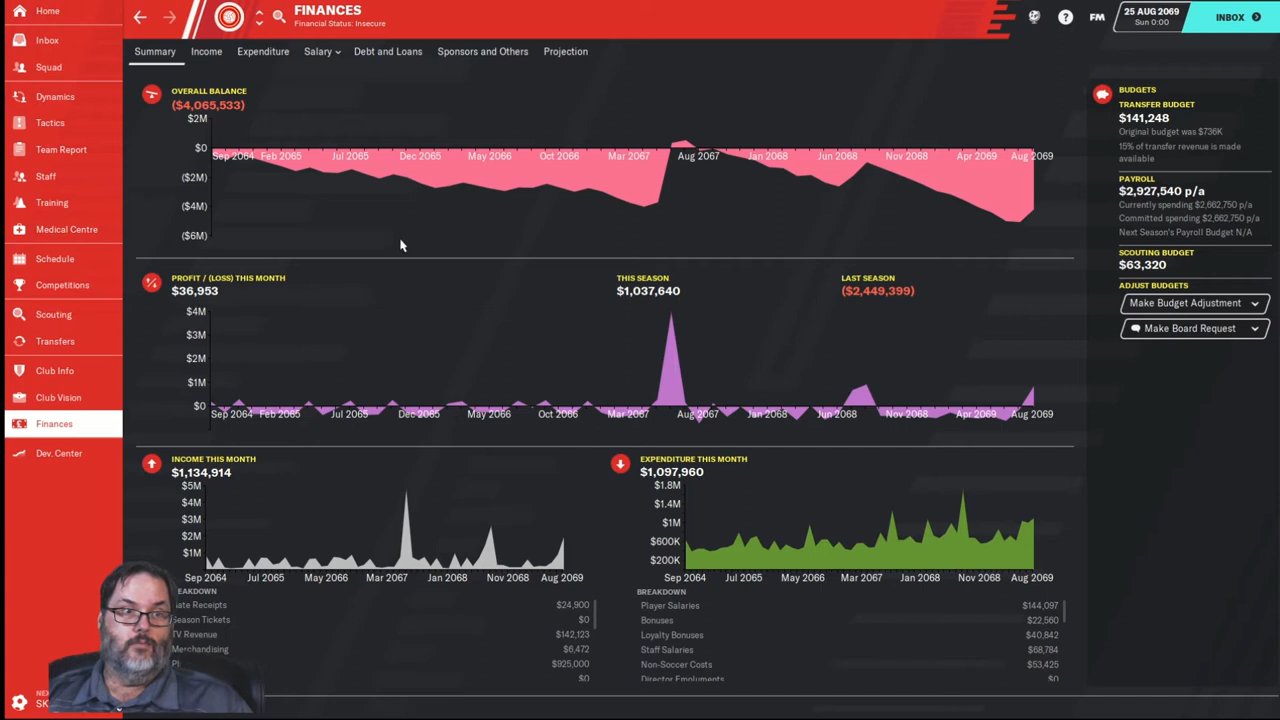 Home
Inbox
Squad
Dynamics
Tactics
Team Report
Staff
Training
Medical Centre
Schedule
Competitions
Scouting
Transfers
Club Info
Club Vision
Finances
Dev. Center
FINANCES
Financial Status: Insecure
FM
25 AUG 2069
Sun 0:00
INBOX
Summary Income Expenditure Salary Debt and Loans Sponsors and Others Projection
OVERALL BALANCE
($4,065,533)
$2M
$0
($2M)
($4M)
($6M)
Sep 2064 Feb 2065 Jul 2065 Dec 2065 May 2066 Oct 2066 Mar 2067 Aug 2067 Jan 2068 Jun 2068 Nov 2068 Apr 2069 Aug 2069
PROFIT / (LOSS) THIS MONTH
$36,953
THIS SEASON
$1,037,640
LAST SEASON
($2,449,399)
$4M
$3M
$2M
$1M
$0
Sep 2064 Feb 2065 Jul 2065 Dec 2065 May 2066 Oct 2066 Mar 2067 Aug 2067 Jan 2068 Jun 2068 Nov 2068 Apr 2069 Aug 2069
INCOME THIS MONTH
$1,134,914
$5M
$4M
$3M
$2M
$1M
Sep 2064 Jul 2065 May 2066 Mar 2067 Jan 2068 Nov 2068 Aug 2069
BREAKDOWN
Gate Receipts $24,900
Season Tickets $0
TV Revenue $142,123
Merchandising $6,472
$925,000
$0
EXPENDITURE THIS MONTH
$1,097,960
$1.8M
$1.4M
$1M
$600K
$200K
Sep 2064 Jul 2065 May 2066 Mar 2067 Jan 2068 Nov 2068 Aug 2069
BREAKDOWN
Player Salaries $144,097
Bonuses $22,560
Loyalty Bonuses $40,842
Staff Salaries $68,784
Non-Soccer Costs $53,425
Director Emoluments $0
BUDGETS
TRANSFER BUDGET
$141,248
Original budget was $736K
15% of transfer revenue is made
available
PAYROLL
$2,927,540 p/a
Currently spending $2,662,750 p/a
Committed spending $2,662,750 p/a
Next Season's Payroll Budget N/A
SCOUTING BUDGET
$63,320
ADJUST BUDGETS
Make Budget Adjustment
Make Board Request